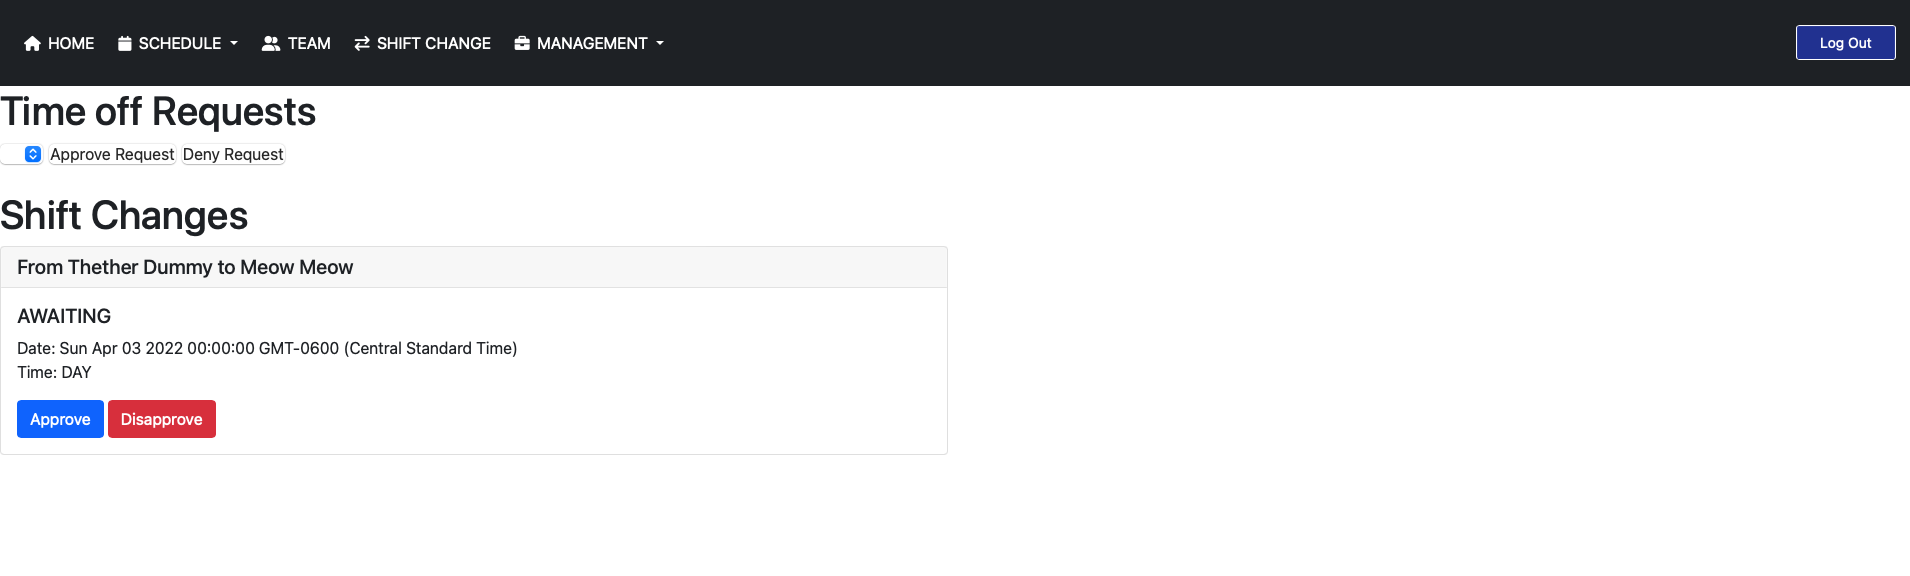 HOME SCHEDULE TEAM SHIFT CHANGE MANAGEMENT Log Out
Time off Requests
Approve Request Deny Request
Shift Changes
From Thether Dummy to Meow Meow
AWAITING
Date: Sun Apr 03 2022 00:00:00 GMT-0600 (Central Standard Time)
Time: DAY
Approve Disapprove